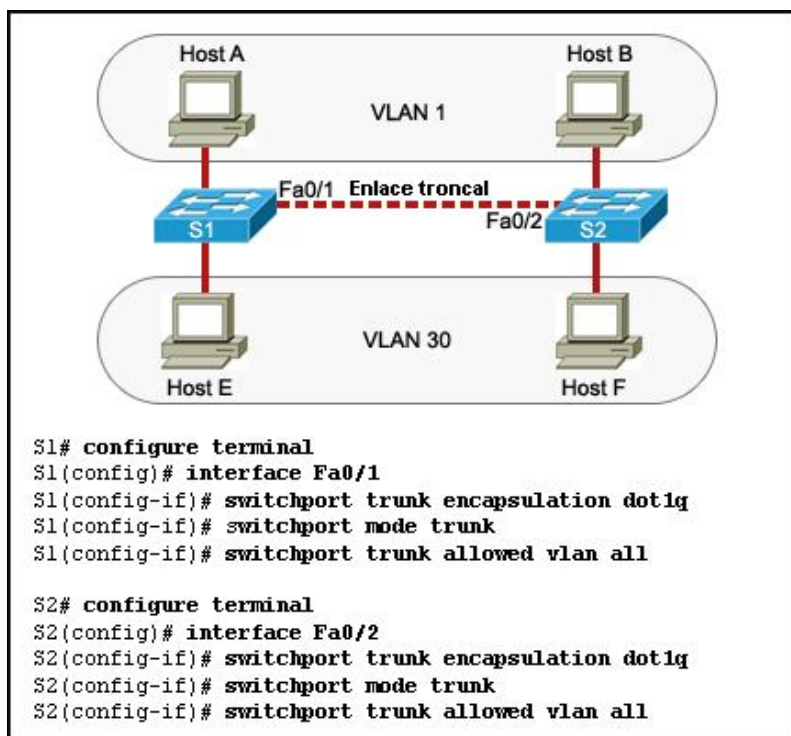 Host A
Host B
VLAN 1
Fa0/1 Enlace troncal
Fa0/2
S1
S2
VLAN 30
Host E
Host F
S1# configure terminal
S1(config)# interface Fa0/1
S1(config-if)# switchport trunk encapsulation dot1q
S1(config-if)# switchport mode trunk
S1(config-if)# switchport trunk allowed vlan all
S2# configure terminal
S2(config)# interface Fa0/2
S2(config-if)# switchport trunk encapsulation dot1q
S2(config-if)# switchport mode trunk
S2(config-if)# switchport trunk allowed vlan all